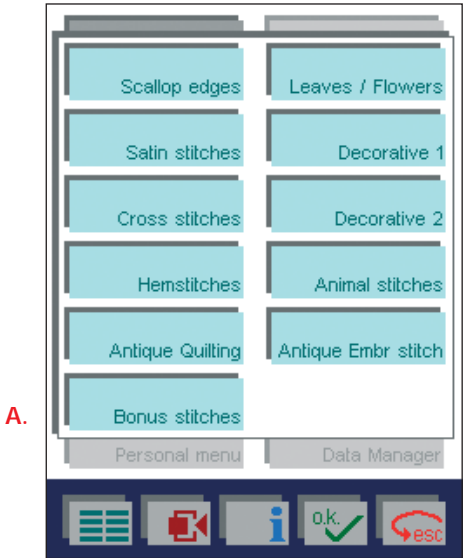 Scallop edges Leaves / Flowers
Satin stitches Decorative 1
Cross stitches Decorative 2
Hemstitches Animal stitches
Antique Quilting Antique Embr stitch
A. Bonus stitches
Personal menu Data Manager
i o.k. esc